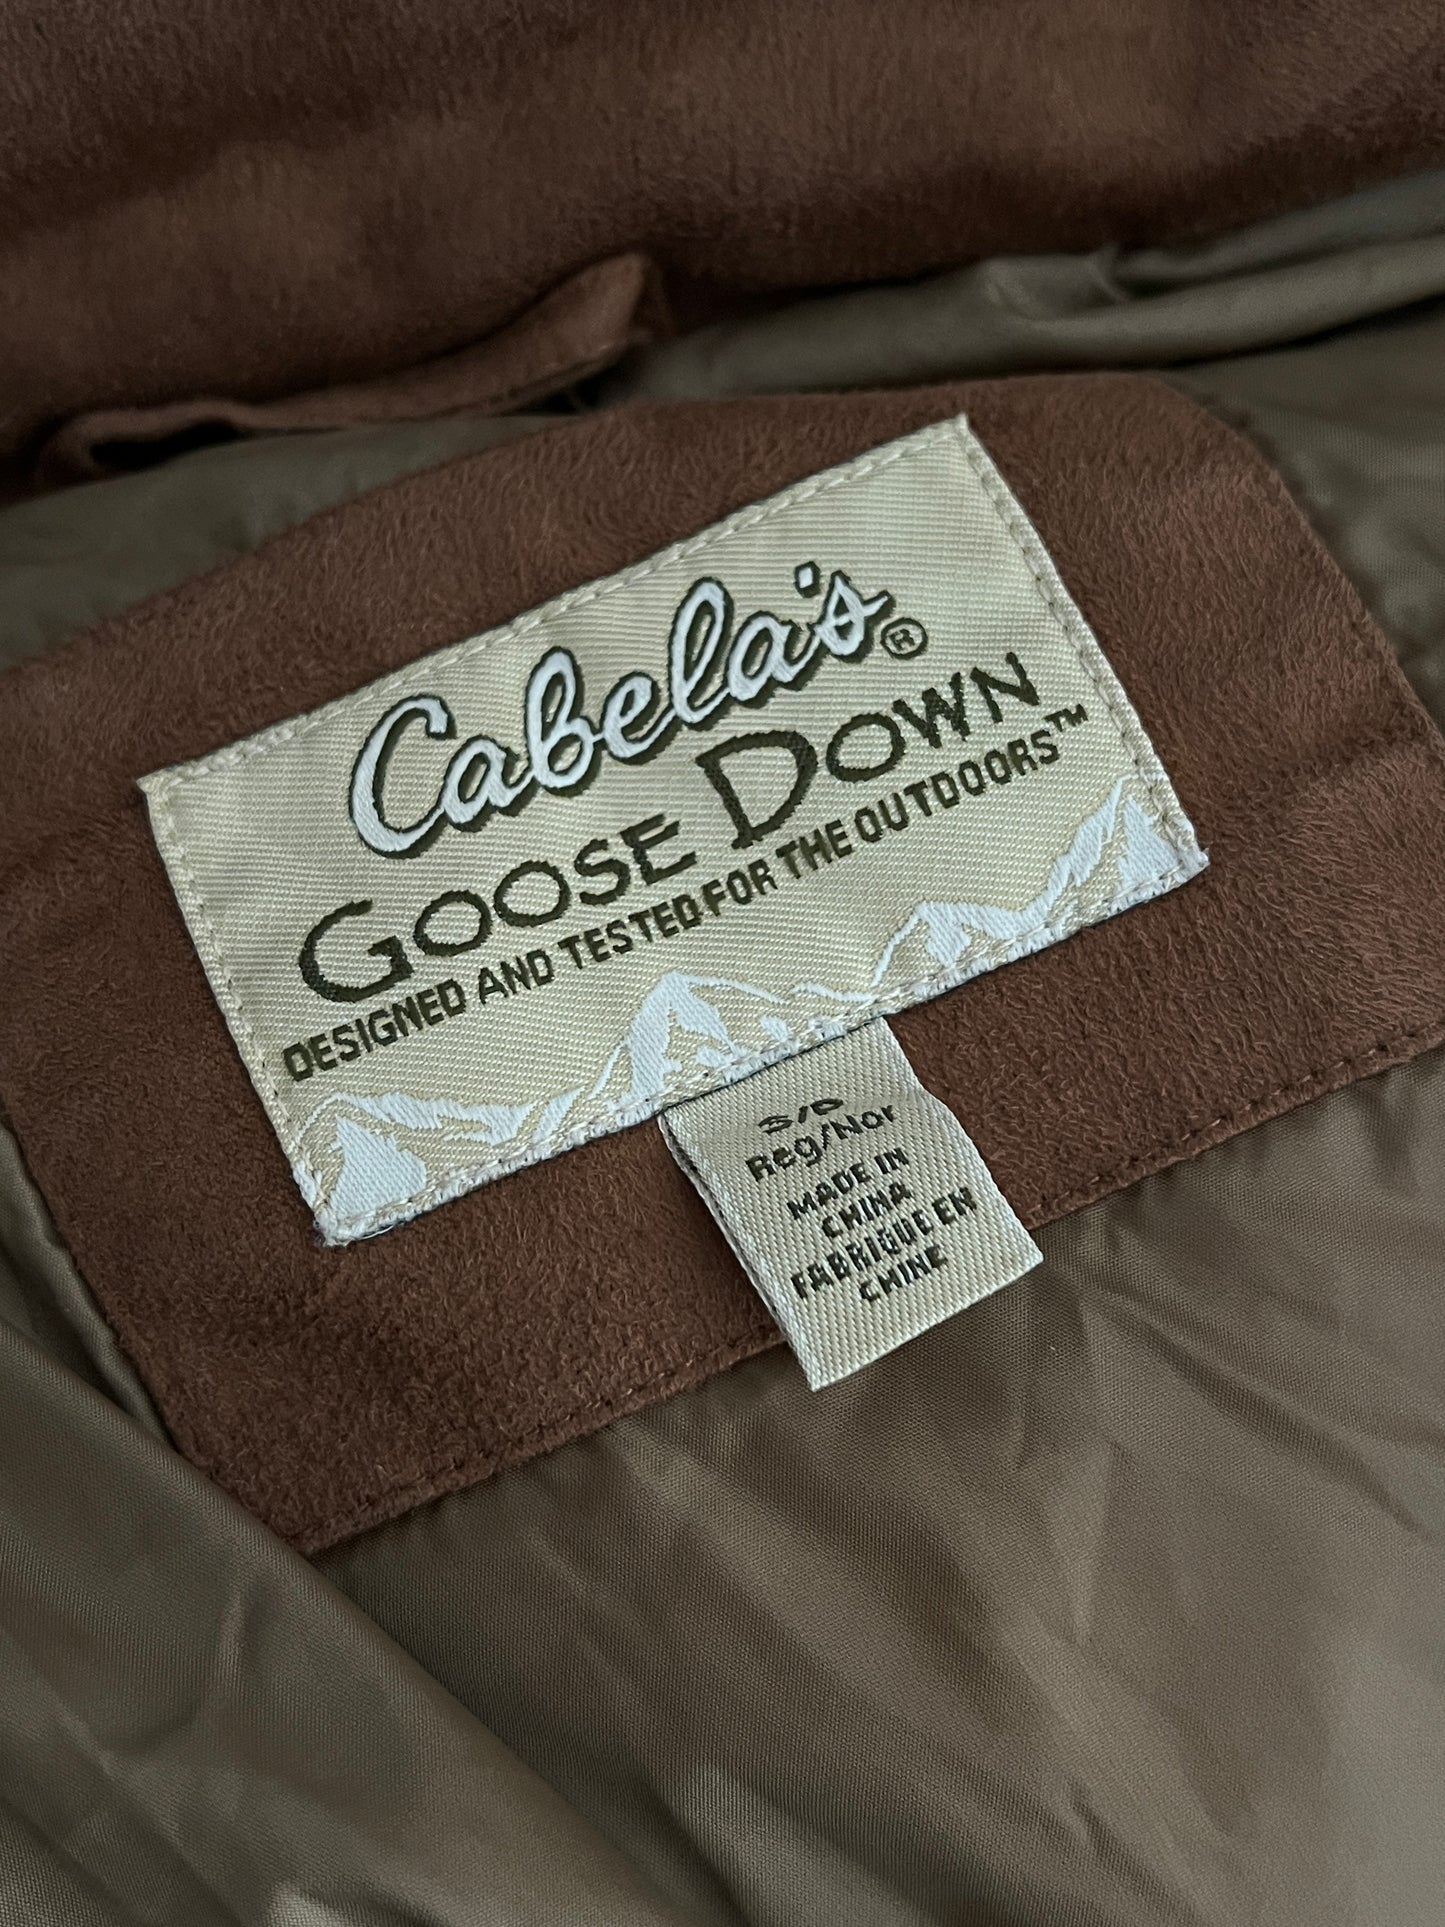 Cabela's®
GOOSE DOWN
DESIGNED AND TESTED FOR THE OUTDOORS™
S/P
Reg/Nor
MADE IN
CHINA
FABRIQUE EN
CHINE